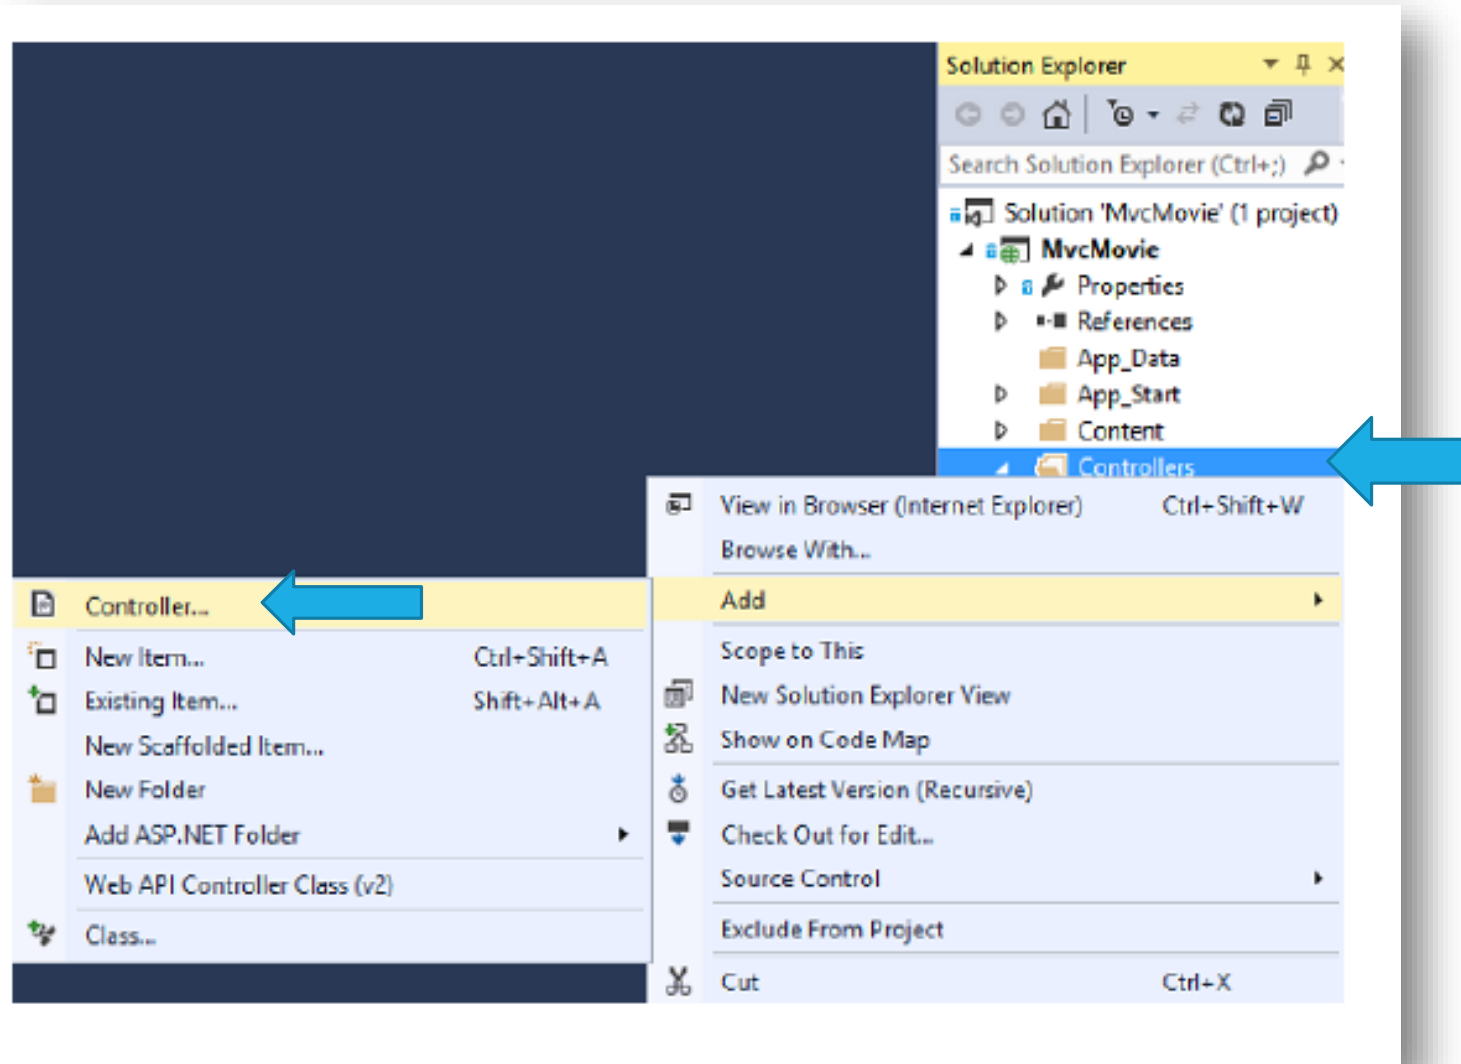 Solution Explorer
Search Solution Explorer (Ctrl+;)
Solution 'MvcMovie' (1 project)
MvcMovie
Properties
References
App_Data
App_Start
Content
Controllers
View in Browser (Internet Explorer) Ctrl+Shift+W
Browse With...
Add
Scope to This
New Solution Explorer View
Show on Code Map
Get Latest Version (Recursive)
Check Out for Edit...
Source Control
Exclude From Project
Cut Ctrl+X
Controller...
New Item... Ctrl+Shift+A
Existing Item... Shift+Alt+A
New Scaffolded Item...
New Folder
Add ASP.NET Folder
Web API Controller Class (v2)
Class...